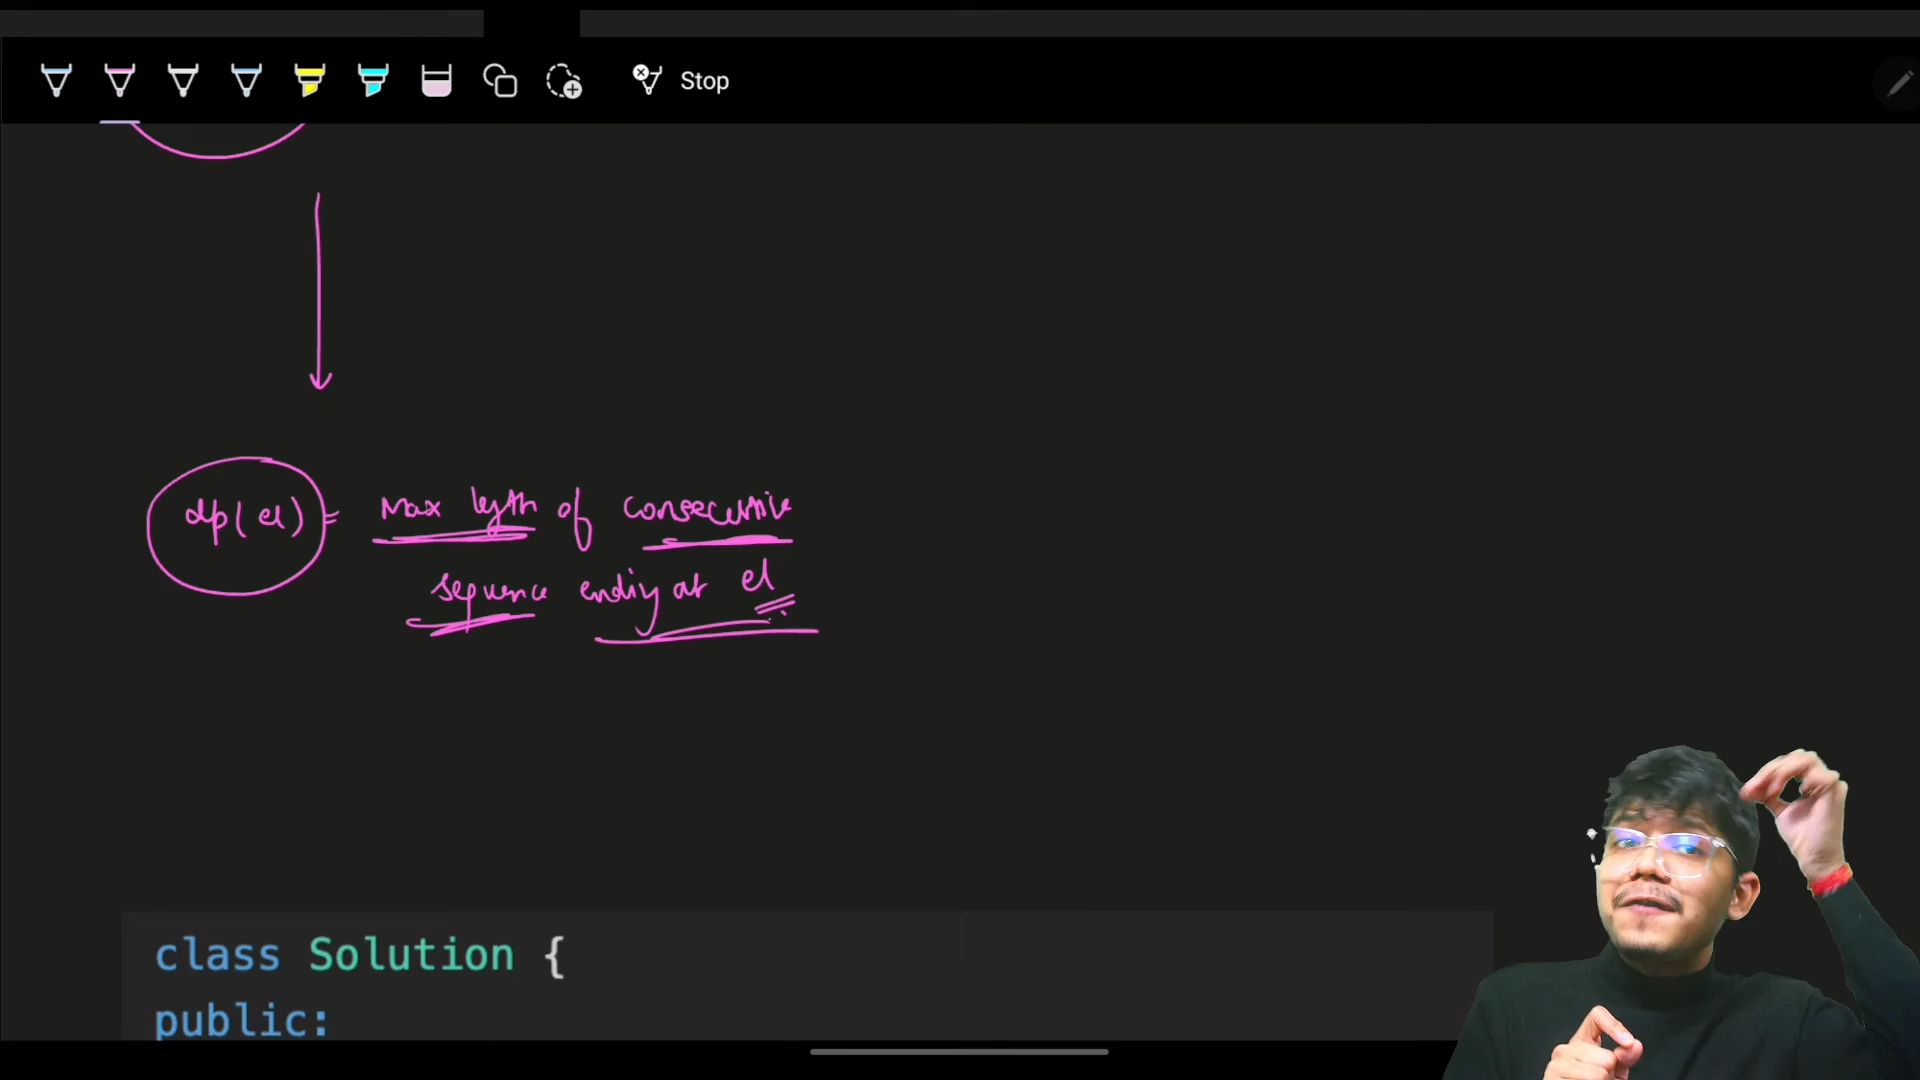 Stop
dp(el) = Max length of consecutive
sequence ending at el
class Solution {
public: